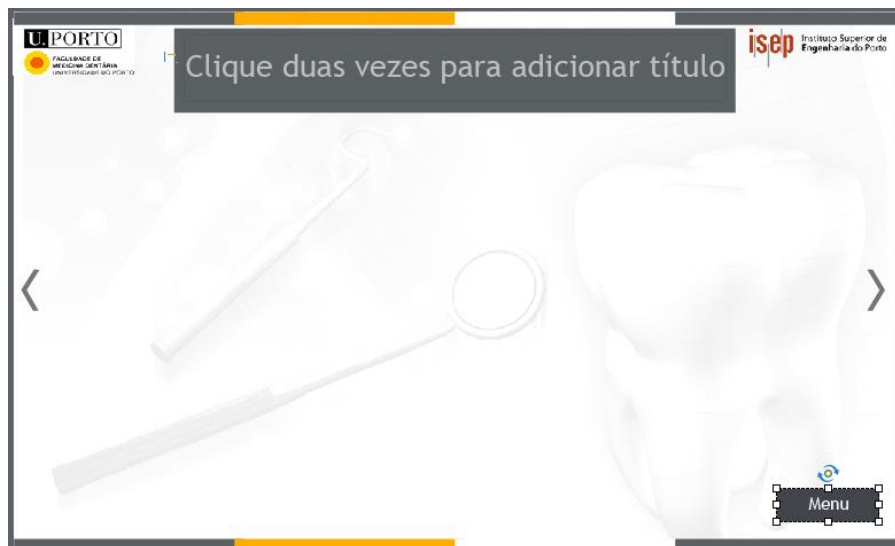 U. PORTO
FACULDADE DE
MEDICINA DENTÁRIA
UNIVERSIDADE DO PORTO
Clique duas vezes para adicionar título
isep Instituto Superior de
Engenharia do Porto
Menu